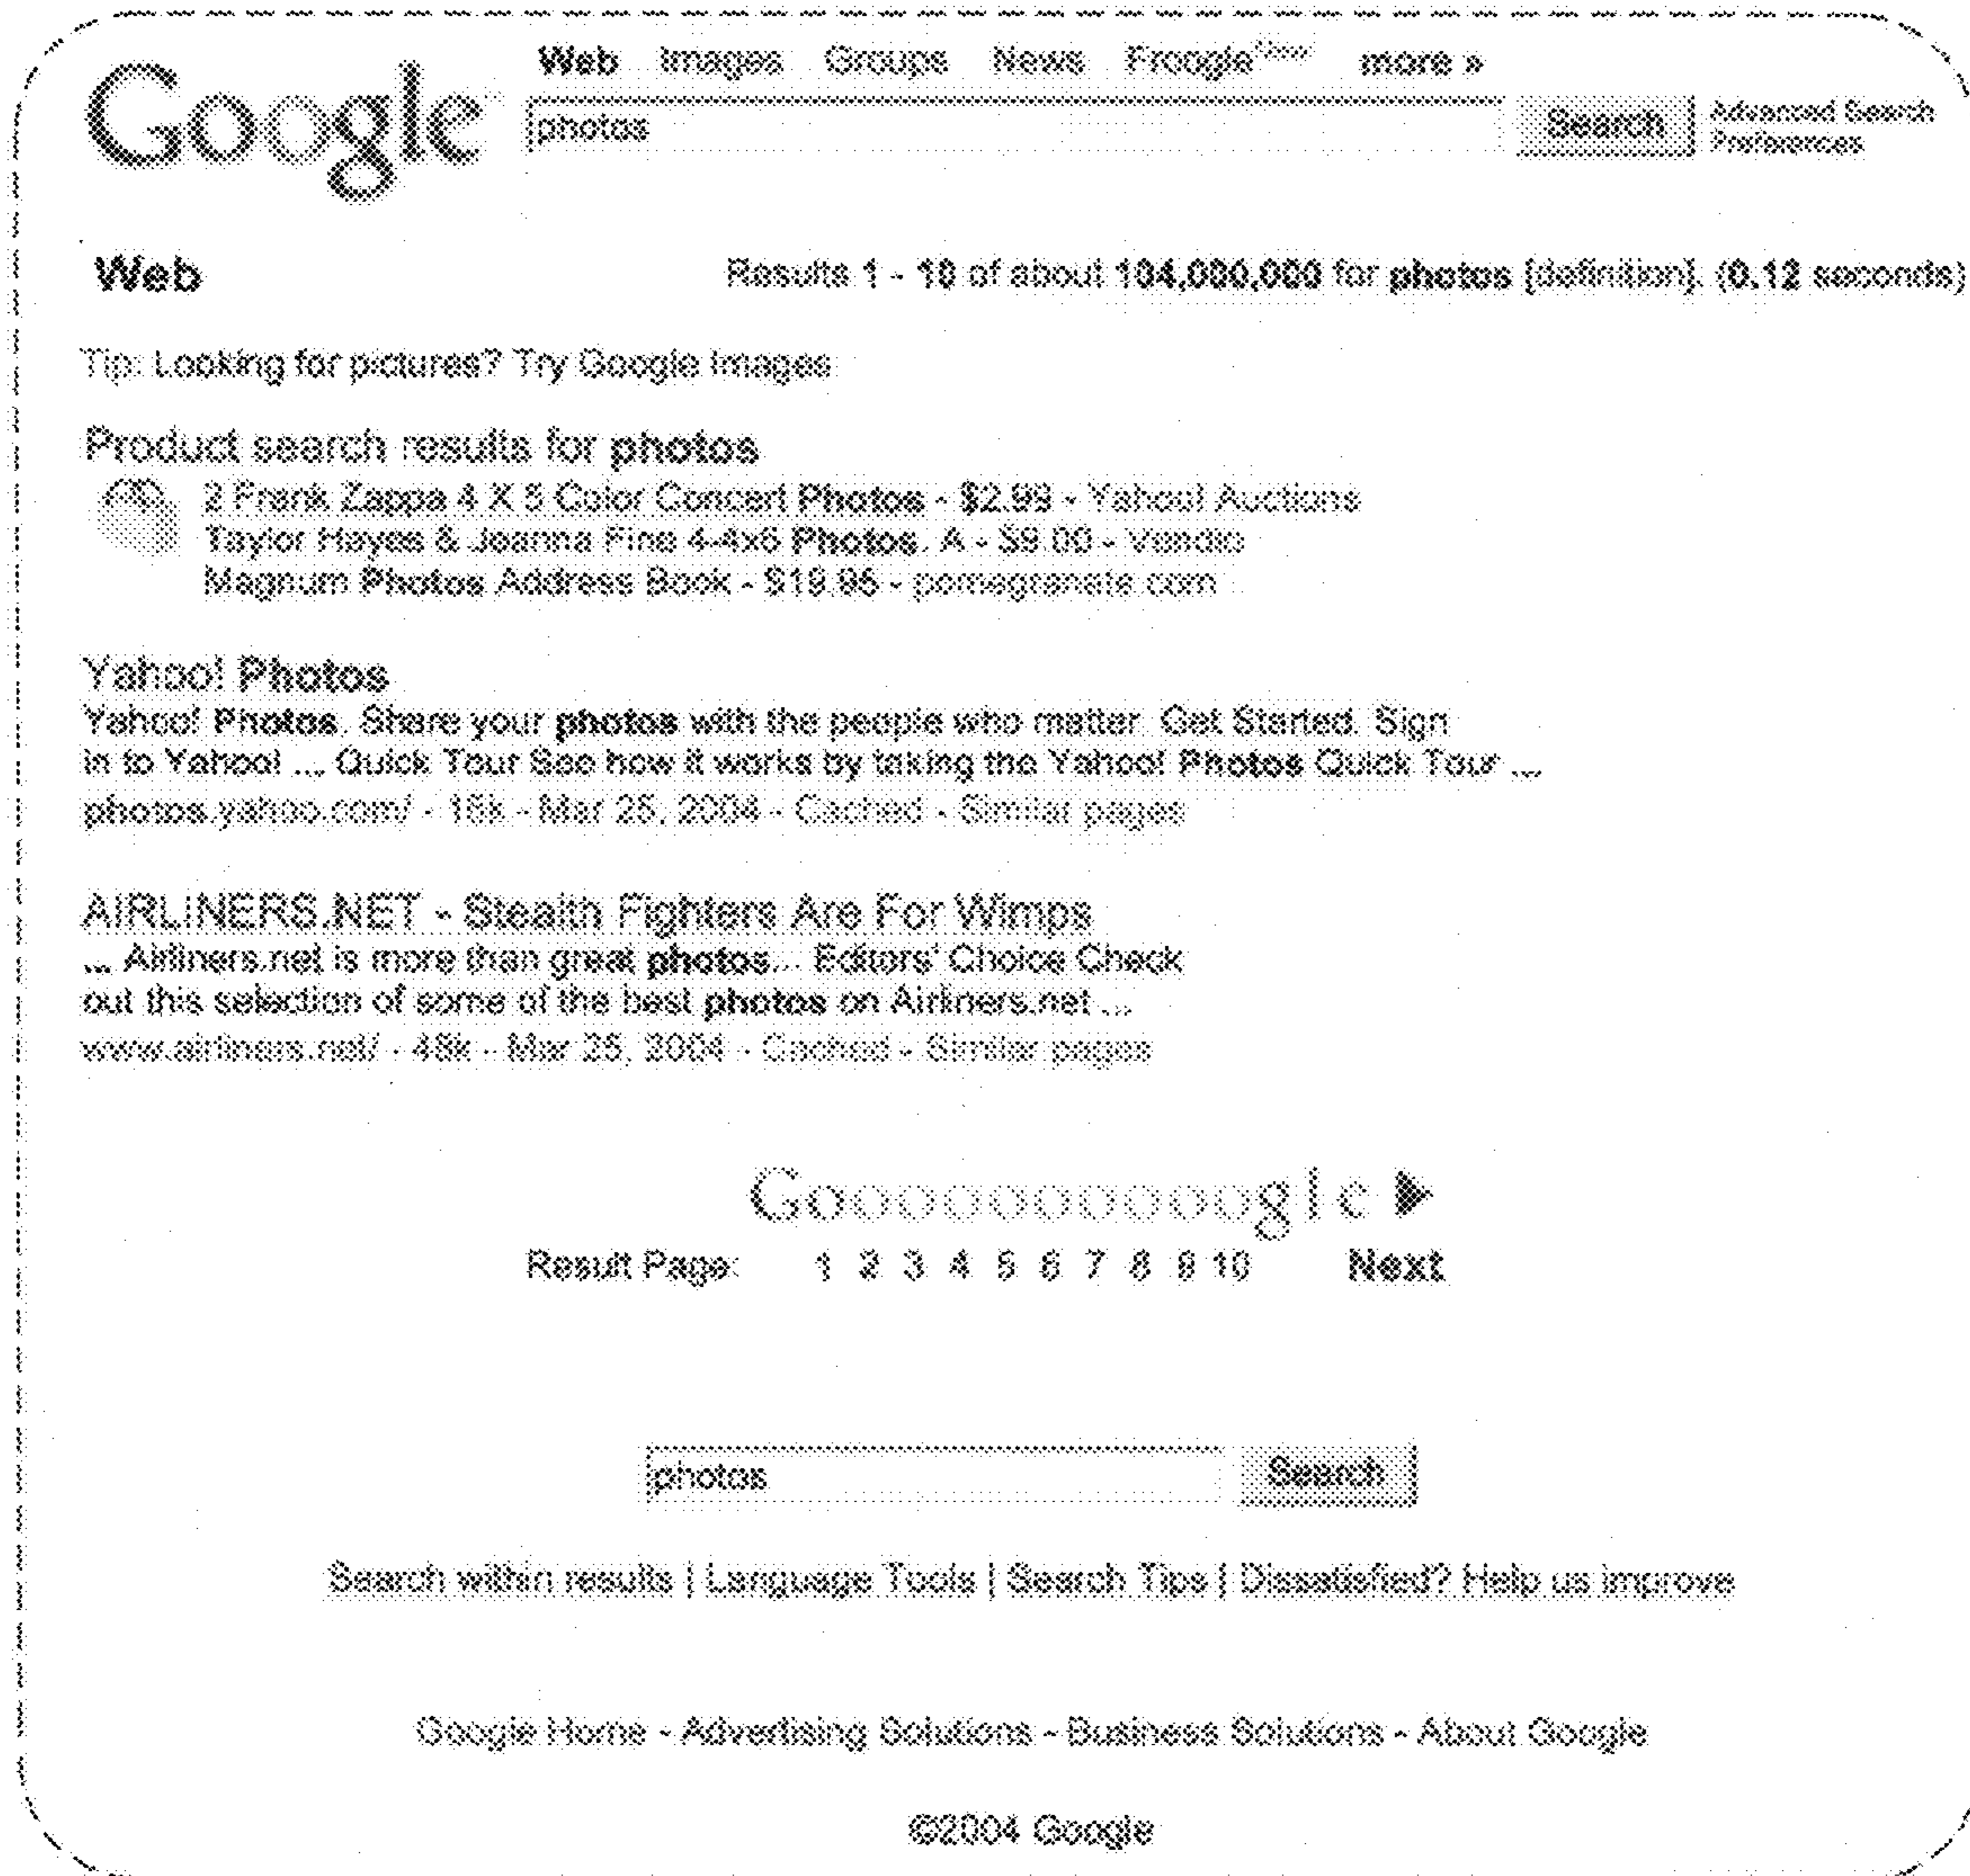 Web Images Groups News Froogle New! more »
Google
photos Search Advanced Search
Preferences
Web Results 1 - 10 of about 104,000,000 for photos [definition]. (0.12 seconds)
Tip: Looking for pictures? Try Google Images
Product search results for photos
2 Frank Zappa 4 X 5 Color Concert Photos - $2.99 - Yahoo! Auctions
Taylor Hayes & Jeanna Fine 4-4x6 Photos, A - $9.00 - Vendio
Magnum Photos Address Book - $19.95 - pomegranate.com
Yahoo! Photos
Yahoo! Photos. Share your photos with the people who matter. Get Started. Sign
in to Yahoo! ... Quick Tour See how it works by taking the Yahoo! Photos Quick Tour ...
photos.yahoo.com/ - 18k - Mar 25, 2004 - Cached - Similar pages
AIRLINERS.NET - Stealth Fighters Are For Wimps
... Airliners.net is more than great photos... Editors' Choice Check
out this selection of some of the best photos on Airliners.net ...
www.airliners.net/ - 48k - Mar 25, 2004 - Cached - Similar pages
Goooooooooogle
Result Page: 1 2 3 4 5 6 7 8 9 10 Next
photos Search
Search within results | Language Tools | Search Tips | Dissatisfied? Help us improve
Google Home - Advertising Solutions - Business Solutions - About Google
©2004 Google